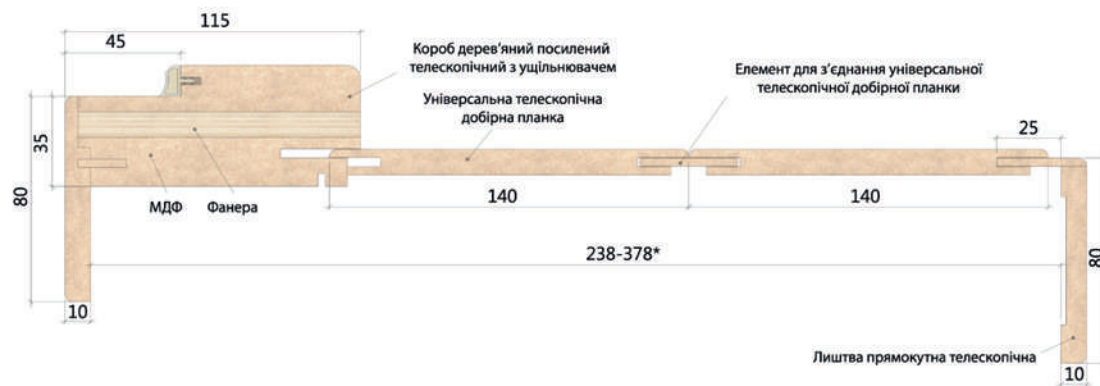 115
45
Короб дерев'яний посилений
телескопічний з ущільнювачем
Елемент для з'єднання універсальної
телескопічної добірної планки
Універсальна телескопічна
добірна планка
25
35
80
МДФ
Фанера
140
140
238-378*
80
10
Лиштва прямокутна телескопічна
10